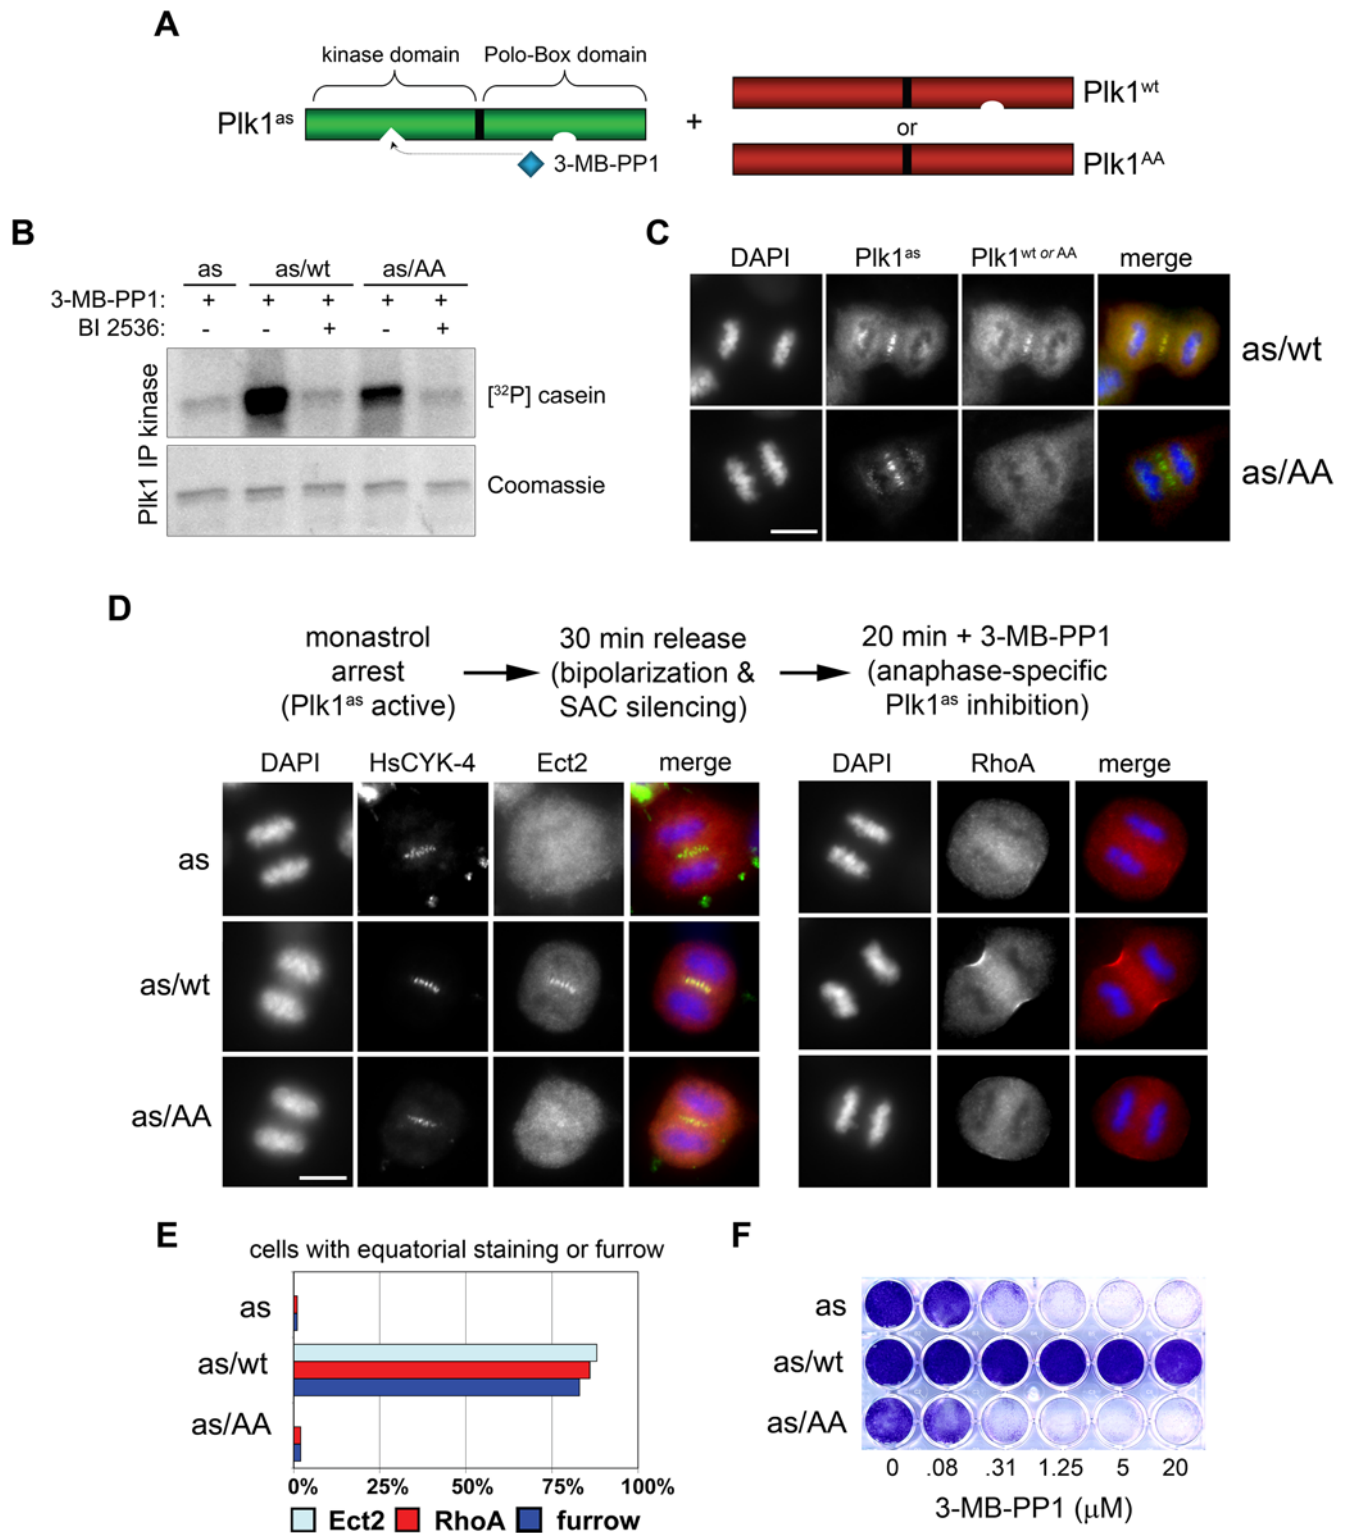 A
kinase domain
Polo-Box domain
Plk1as
3-MB-PP1
+
Plk1wt
or
Plk1AA
B
as as/wt as/AA
3-MB-PP1: + + + + +
BI 2536: - - + - +
Plk1 IP kinase
[32P] casein
Coomassie
C
DAPI Plk1as Plk1wt or AA merge
as/wt
as/AA
D
monastrol
arrest
(Plk1as active)
30 min release
(bipolarization &
SAC silencing)
20 min + 3-MB-PP1
(anaphase-specific
Plk1as inhibition)
DAPI HsCYK-4 Ect2 merge
DAPI RhoA merge
as
as/wt
as/AA
E
cells with equatorial staining or furrow
as
as/wt
as/AA
0% 25% 50% 75% 100%
Ect2 RhoA furrow
F
as
as/wt
as/AA
0 .08 .31 1.25 5 20
3-MB-PP1 (μM)